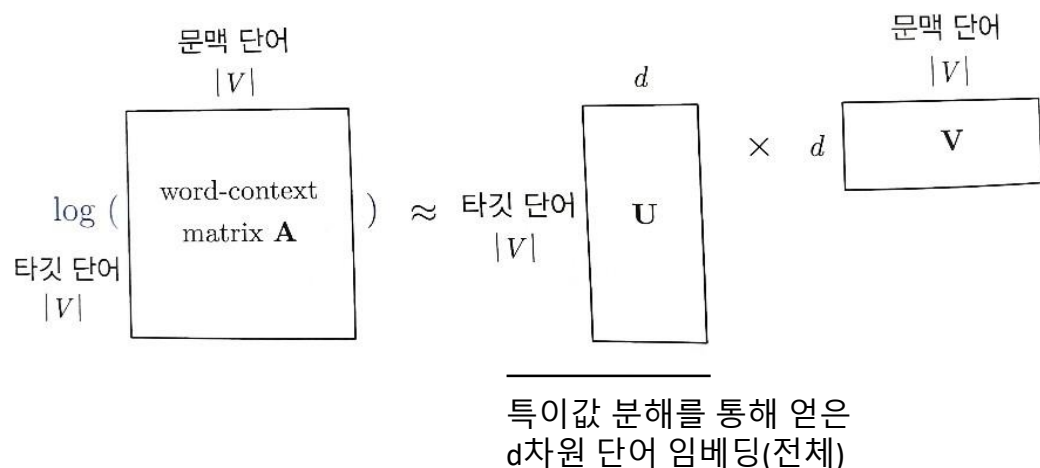 문맥 단어
|V|
log (
word-context
matrix A
)
타깃 단어
|V|
≈
타깃 단어
|V|
d
U
×
d
문맥 단어
|V|
V
특이값 분해를 통해 얻은
d차원 단어 임베딩(전체)